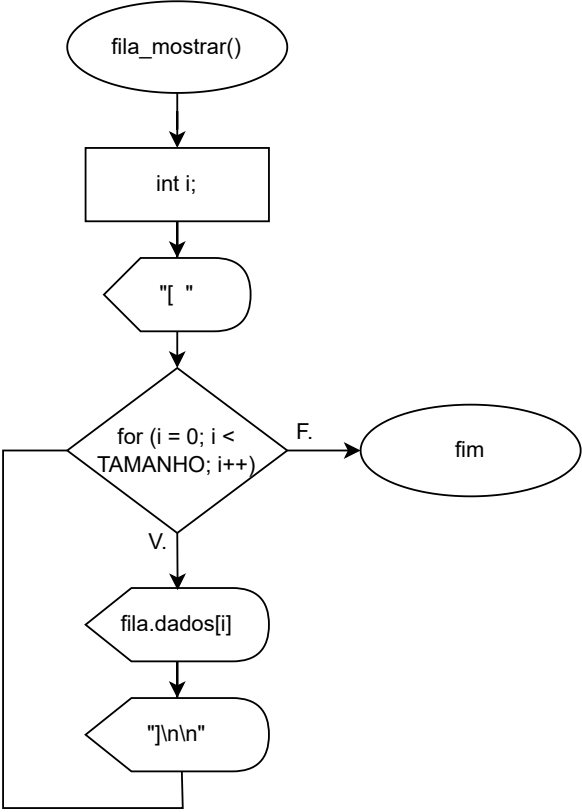 fila_mostrar()
int i;
"[  "
for (i = 0; i <
TAMANHO; i++)
F.
fim
V.
fila.dados[i]
"]\n\n"